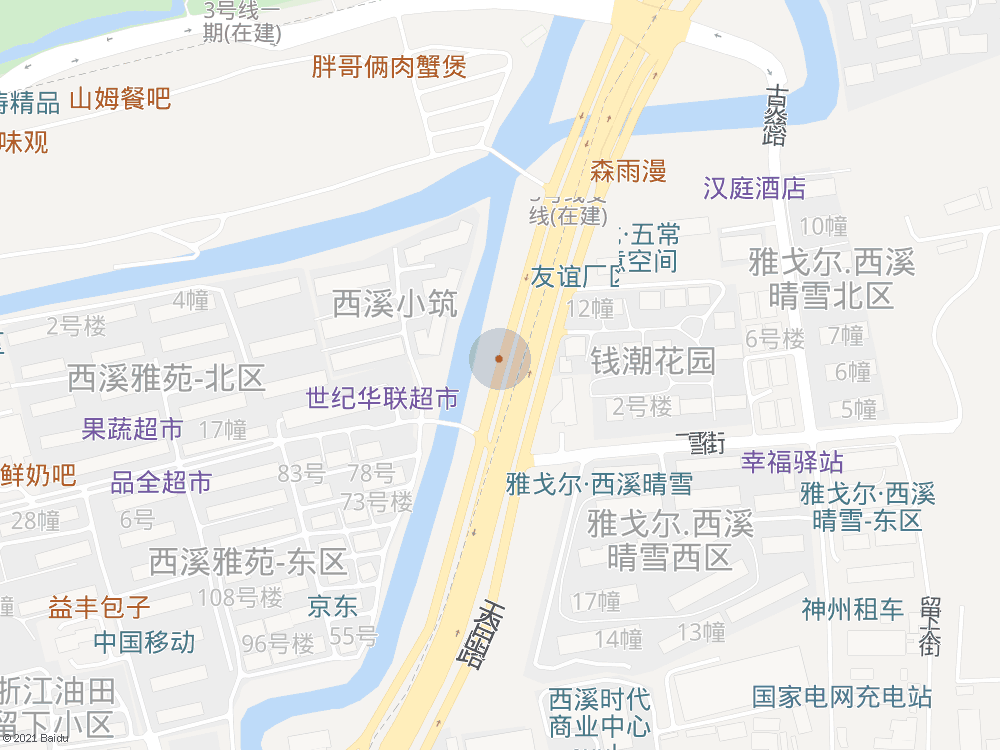 3号线一
期(在建)
胖哥俩肉蟹煲
山姆餐吧
精品
味观
古墩路
森雨漫
汉庭酒店
线(在建)
10幢
·五常
空间
雅戈尔.西溪
晴雪北区
友谊厂区
12幢
西溪小筑
4幢
2号楼
6号楼
7幢
钱潮花园
6幢
西溪雅苑-北区
世纪华联超市
2号楼
5幢
果蔬超市
17幢
雪街
幸福驿站
鲜奶吧
品全超市
83号
78号
73号楼
雅戈尔·西溪晴雪
雅戈尔·西溪
晴雪-东区
28幢
6号
雅戈尔.西溪
晴雪西区
西溪雅苑-东区
108号楼
幢
益丰包子
京东
17幢
神州租车
留下街
天目山路
中国移动
96号楼
55号
14幢
13幢
浙江油田
留下小区
西溪时代
商业中心
国家电网充电站
© 2021 Baidu